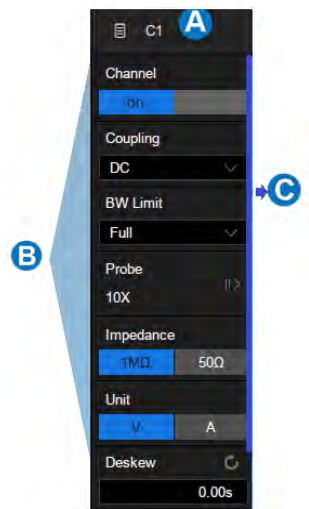 C1 A
Channel
on
Coupling
DC
BW Limit
Full
C
B
Probe
10X
Impedance
1MΩ 50Ω
Unit
V A
Deskew
0.00s